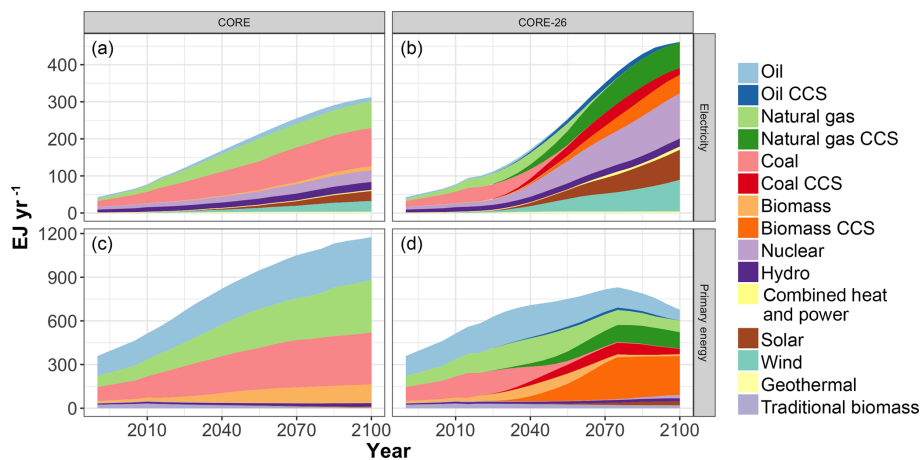 CORE
CORE-26
(a)
(b)
400
300
200
100
0
Electricity
(c)
(d)
1200
900
600
300
0
Primary energy
EJ yr⁻¹
2010
2040
2070
2100
2010
2040
2070
2100
Year
Oil
Oil CCS
Natural gas
Natural gas CCS
Coal
Coal CCS
Biomass
Biomass CCS
Nuclear
Hydro
Combined heat
and power
Solar
Wind
Geothermal
Traditional biomass